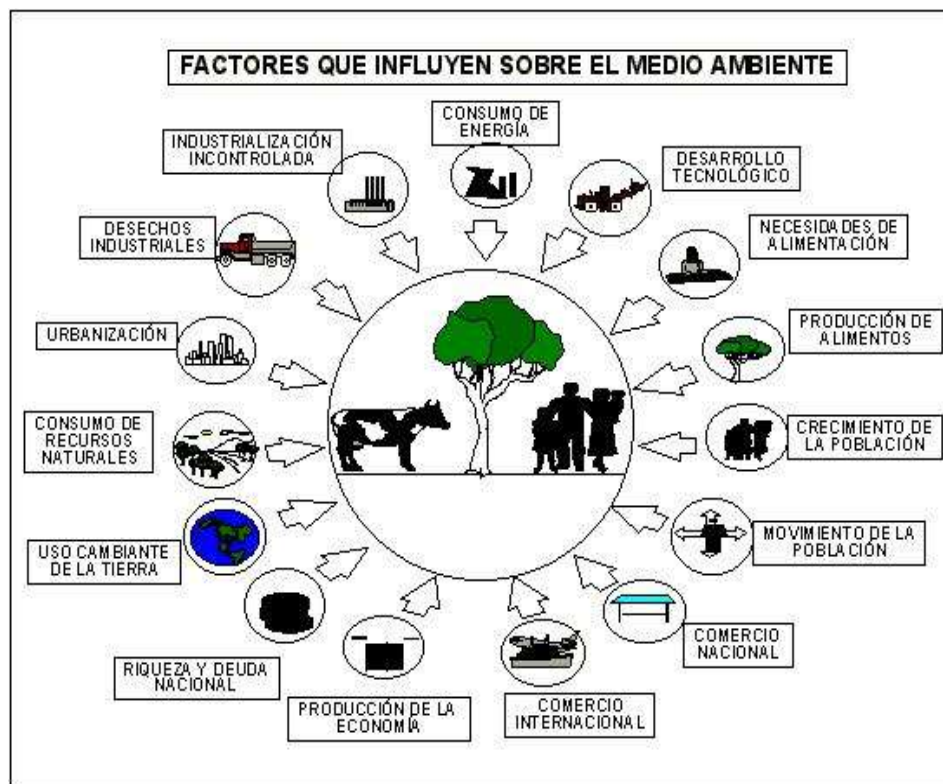 FACTORES QUE INFLUYEN SOBRE EL MEDIO AMBIENTE
CONSUMO DE
ENERGÍA
INDUSTRIALIZACIÓN
INCONTROLADA
DESARROLLO
TECNOLÓGICO
DESECHOS
INDUSTRIALES
NECESIDADES DE
ALIMENTACIÓN
URBANIZACIÓN
PRODUCCIÓN DE
ALIMENTOS
CONSUMO DE
RECURSOS
NATURALES
CRECIMIENTO DE
LA POBLACIÓN
USO CAMBIANTE
DE LA TIERRA
MOVIMIENTO DE LA
POBLACIÓN
RIQUEZA Y DEUDA
NACIONAL
COMERCIO
NACIONAL
PRODUCCIÓN DE LA
ECONOMÍA
COMERCIO
INTERNACIONAL